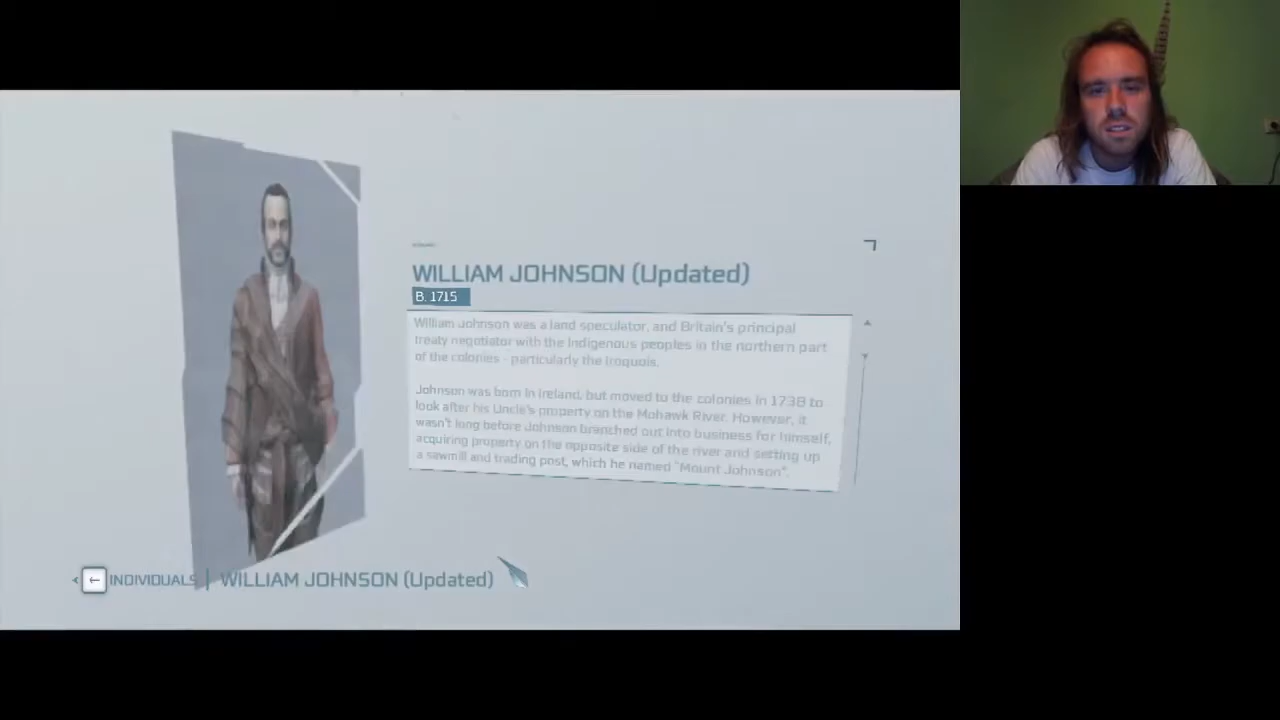 WILLIAM JOHNSON (Updated)
B. 1715
William Johnson was a land speculator, and Britain's principal
treaty negotiator with the Indigenous peoples in the northern part
of the colonies - particularly the Iroquois.
Johnson was born in Ireland, but moved to the colonies in 1738 to
look after his Uncle's property on the Mohawk River. However, it
wasn't long before Johnson branched out into business for himself,
acquiring property on the opposite side of the river and setting up
a sawmill and trading post, which he named "Mount Johnson".
INDIVIDUALS | WILLIAM JOHNSON (Updated)